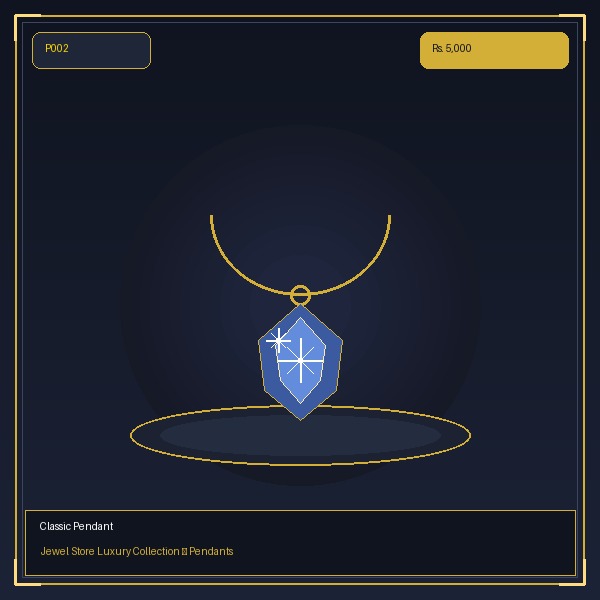 P002
Rs. 5,000
Classic Pendant
Jewel Store Luxury Collection ▯ Pendants